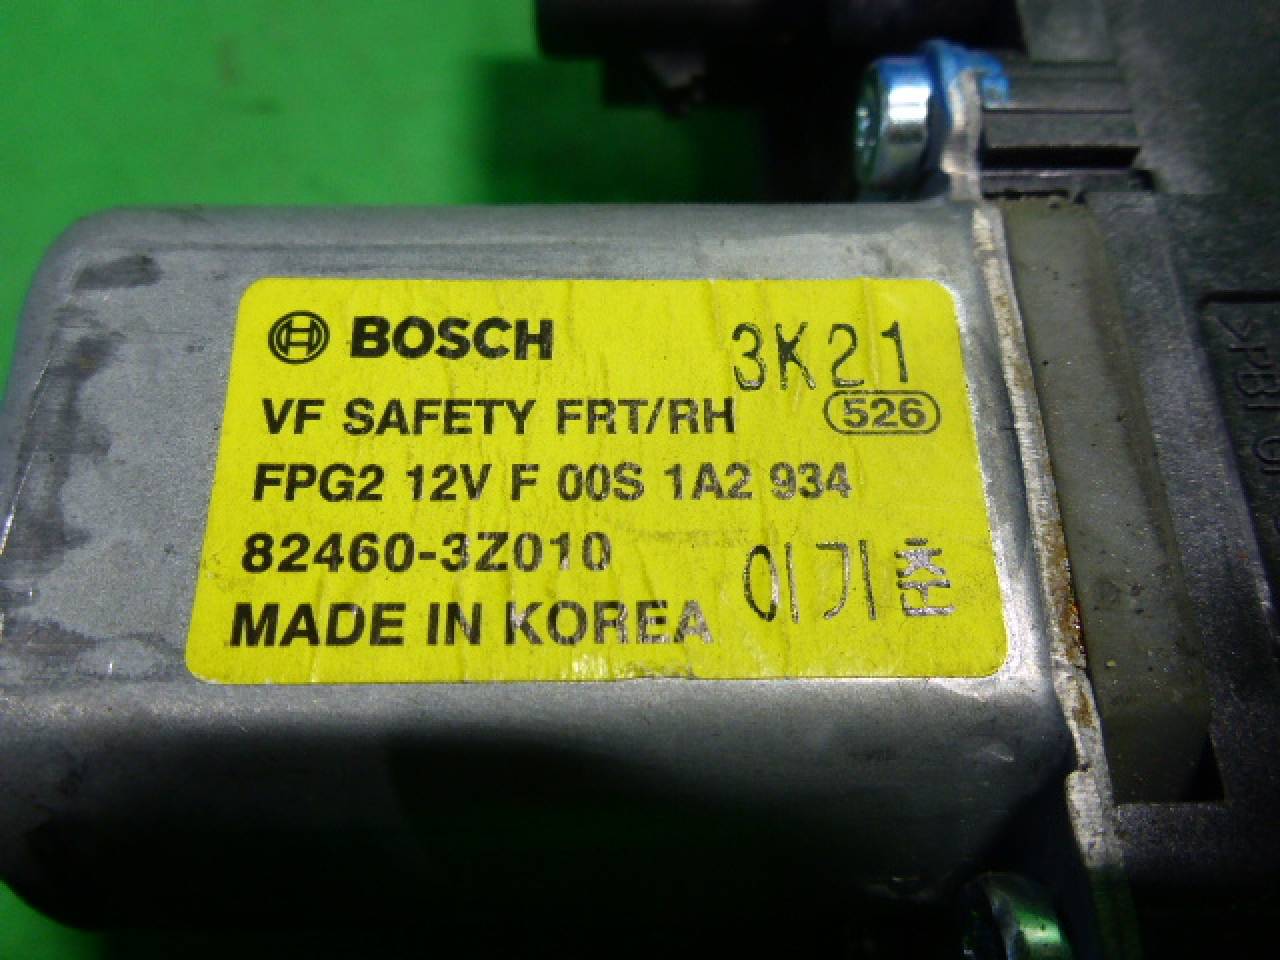 BOSCH 3K21
VF SAFETY FRT/RH 526
FPG2 12V F 00S 1A2 934
82460-3Z010
MADE IN KOREA 이기춘